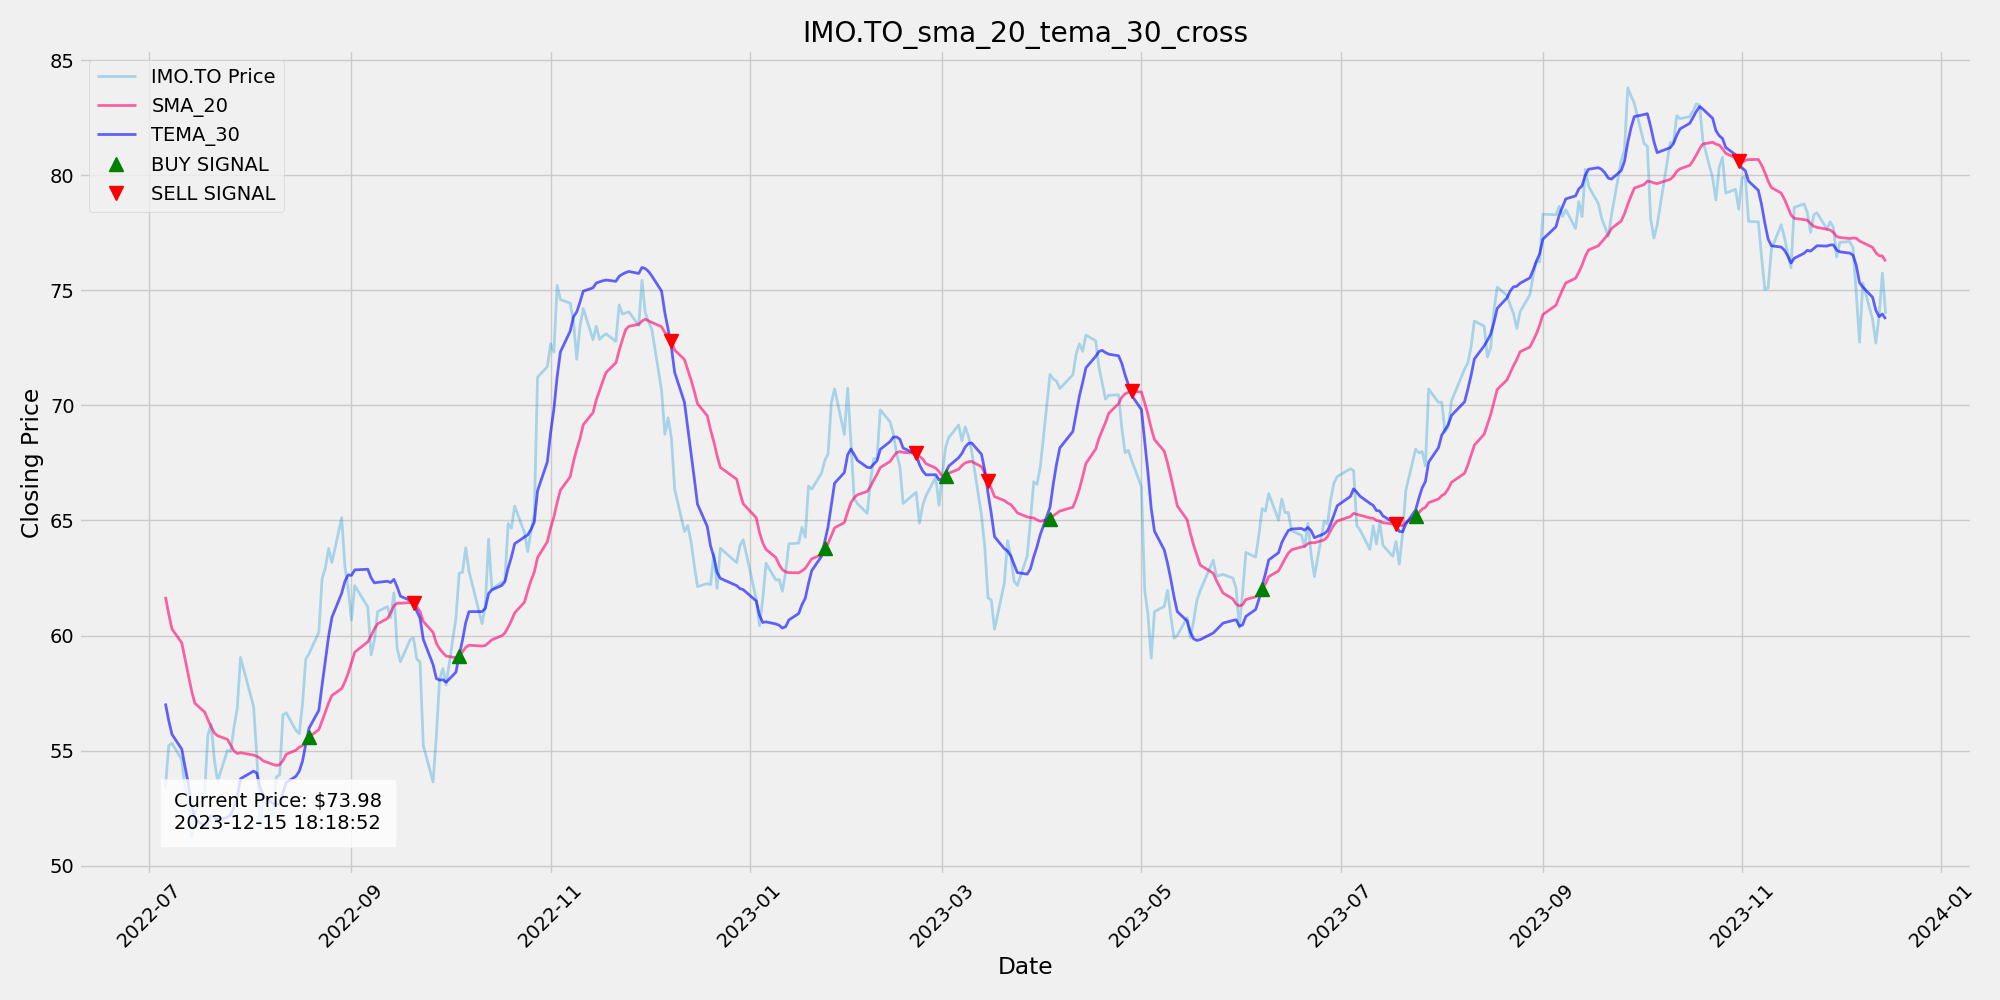 IMO.TO_sma_20_tema_30_cross
85
80
75
70
65
60
55
50
Closing Price
IMO.TO Price
SMA_20
TEMA_30
BUY SIGNAL
SELL SIGNAL
Current Price: $73.98
2023-12-15 18:18:52
2022-07
2022-09
2022-11
2023-01
2023-03
2023-05
2023-07
2023-09
2023-11
2024-01
Date